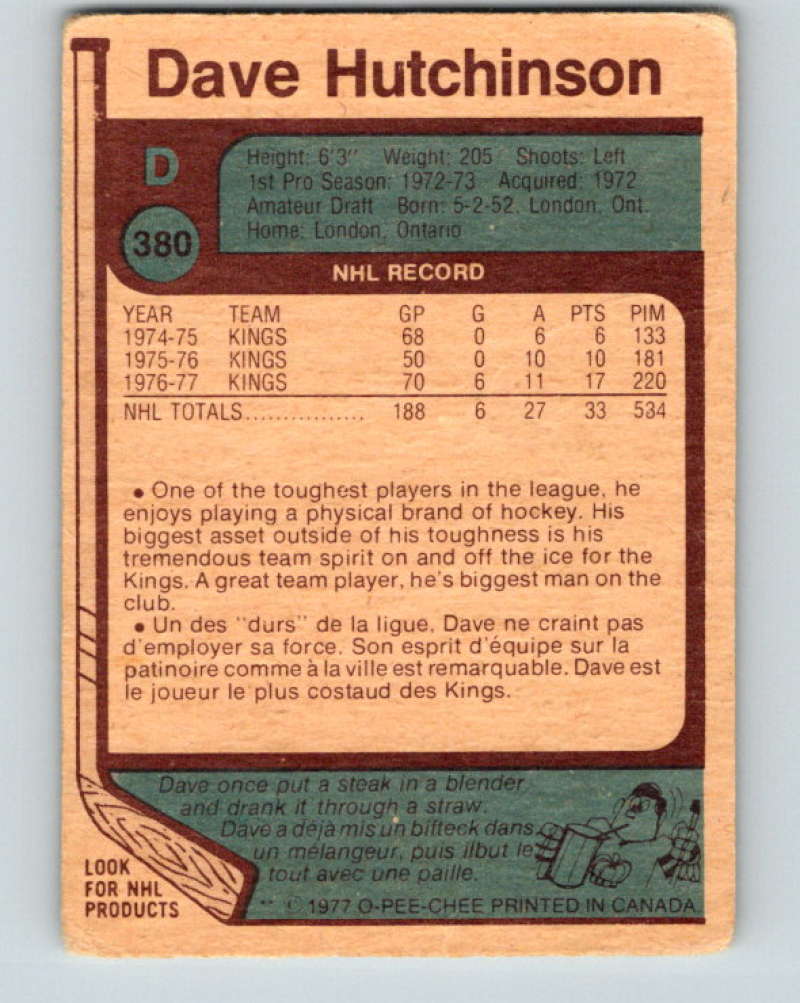 Dave Hutchinson
D
380
Height: 6'3" Weight: 205 Shoots: Left
1st Pro Season: 1972-73 Acquired: 1972
Amateur Draft Born: 5-2-52, London, Ont.
Home: London, Ontario
NHL RECORD
YEAR TEAM GP G A PTS PIM
1974-75 KINGS 68 0 6 6 133
1975-76 KINGS 50 0 10 10 181
1976-77 KINGS 70 6 11 17 220
NHL TOTALS................ 188 6 27 33 534
• One of the toughest players in the league, he
enjoys playing a physical brand of hockey. His
biggest asset outside of his toughness is his
tremendous team spirit on and off the ice for the
Kings. A great team player, he's biggest man on the
club.
• Un des "durs" de la ligue, Dave ne craint pas
d'employer sa force. Son esprit d'équipe sur la
patinoire comme à la ville est remarquable. Dave est
le joueur le plus costaud des Kings.
Dave once put a steak in a blender
and drank it through a straw.
Dave a déjà mis un bifteck dans
un mélangeur, puis ilbut le
tout avec une paille.
LOOK
FOR NHL
PRODUCTS
** © 1977 O-PEE-CHEE PRINTED IN CANADA